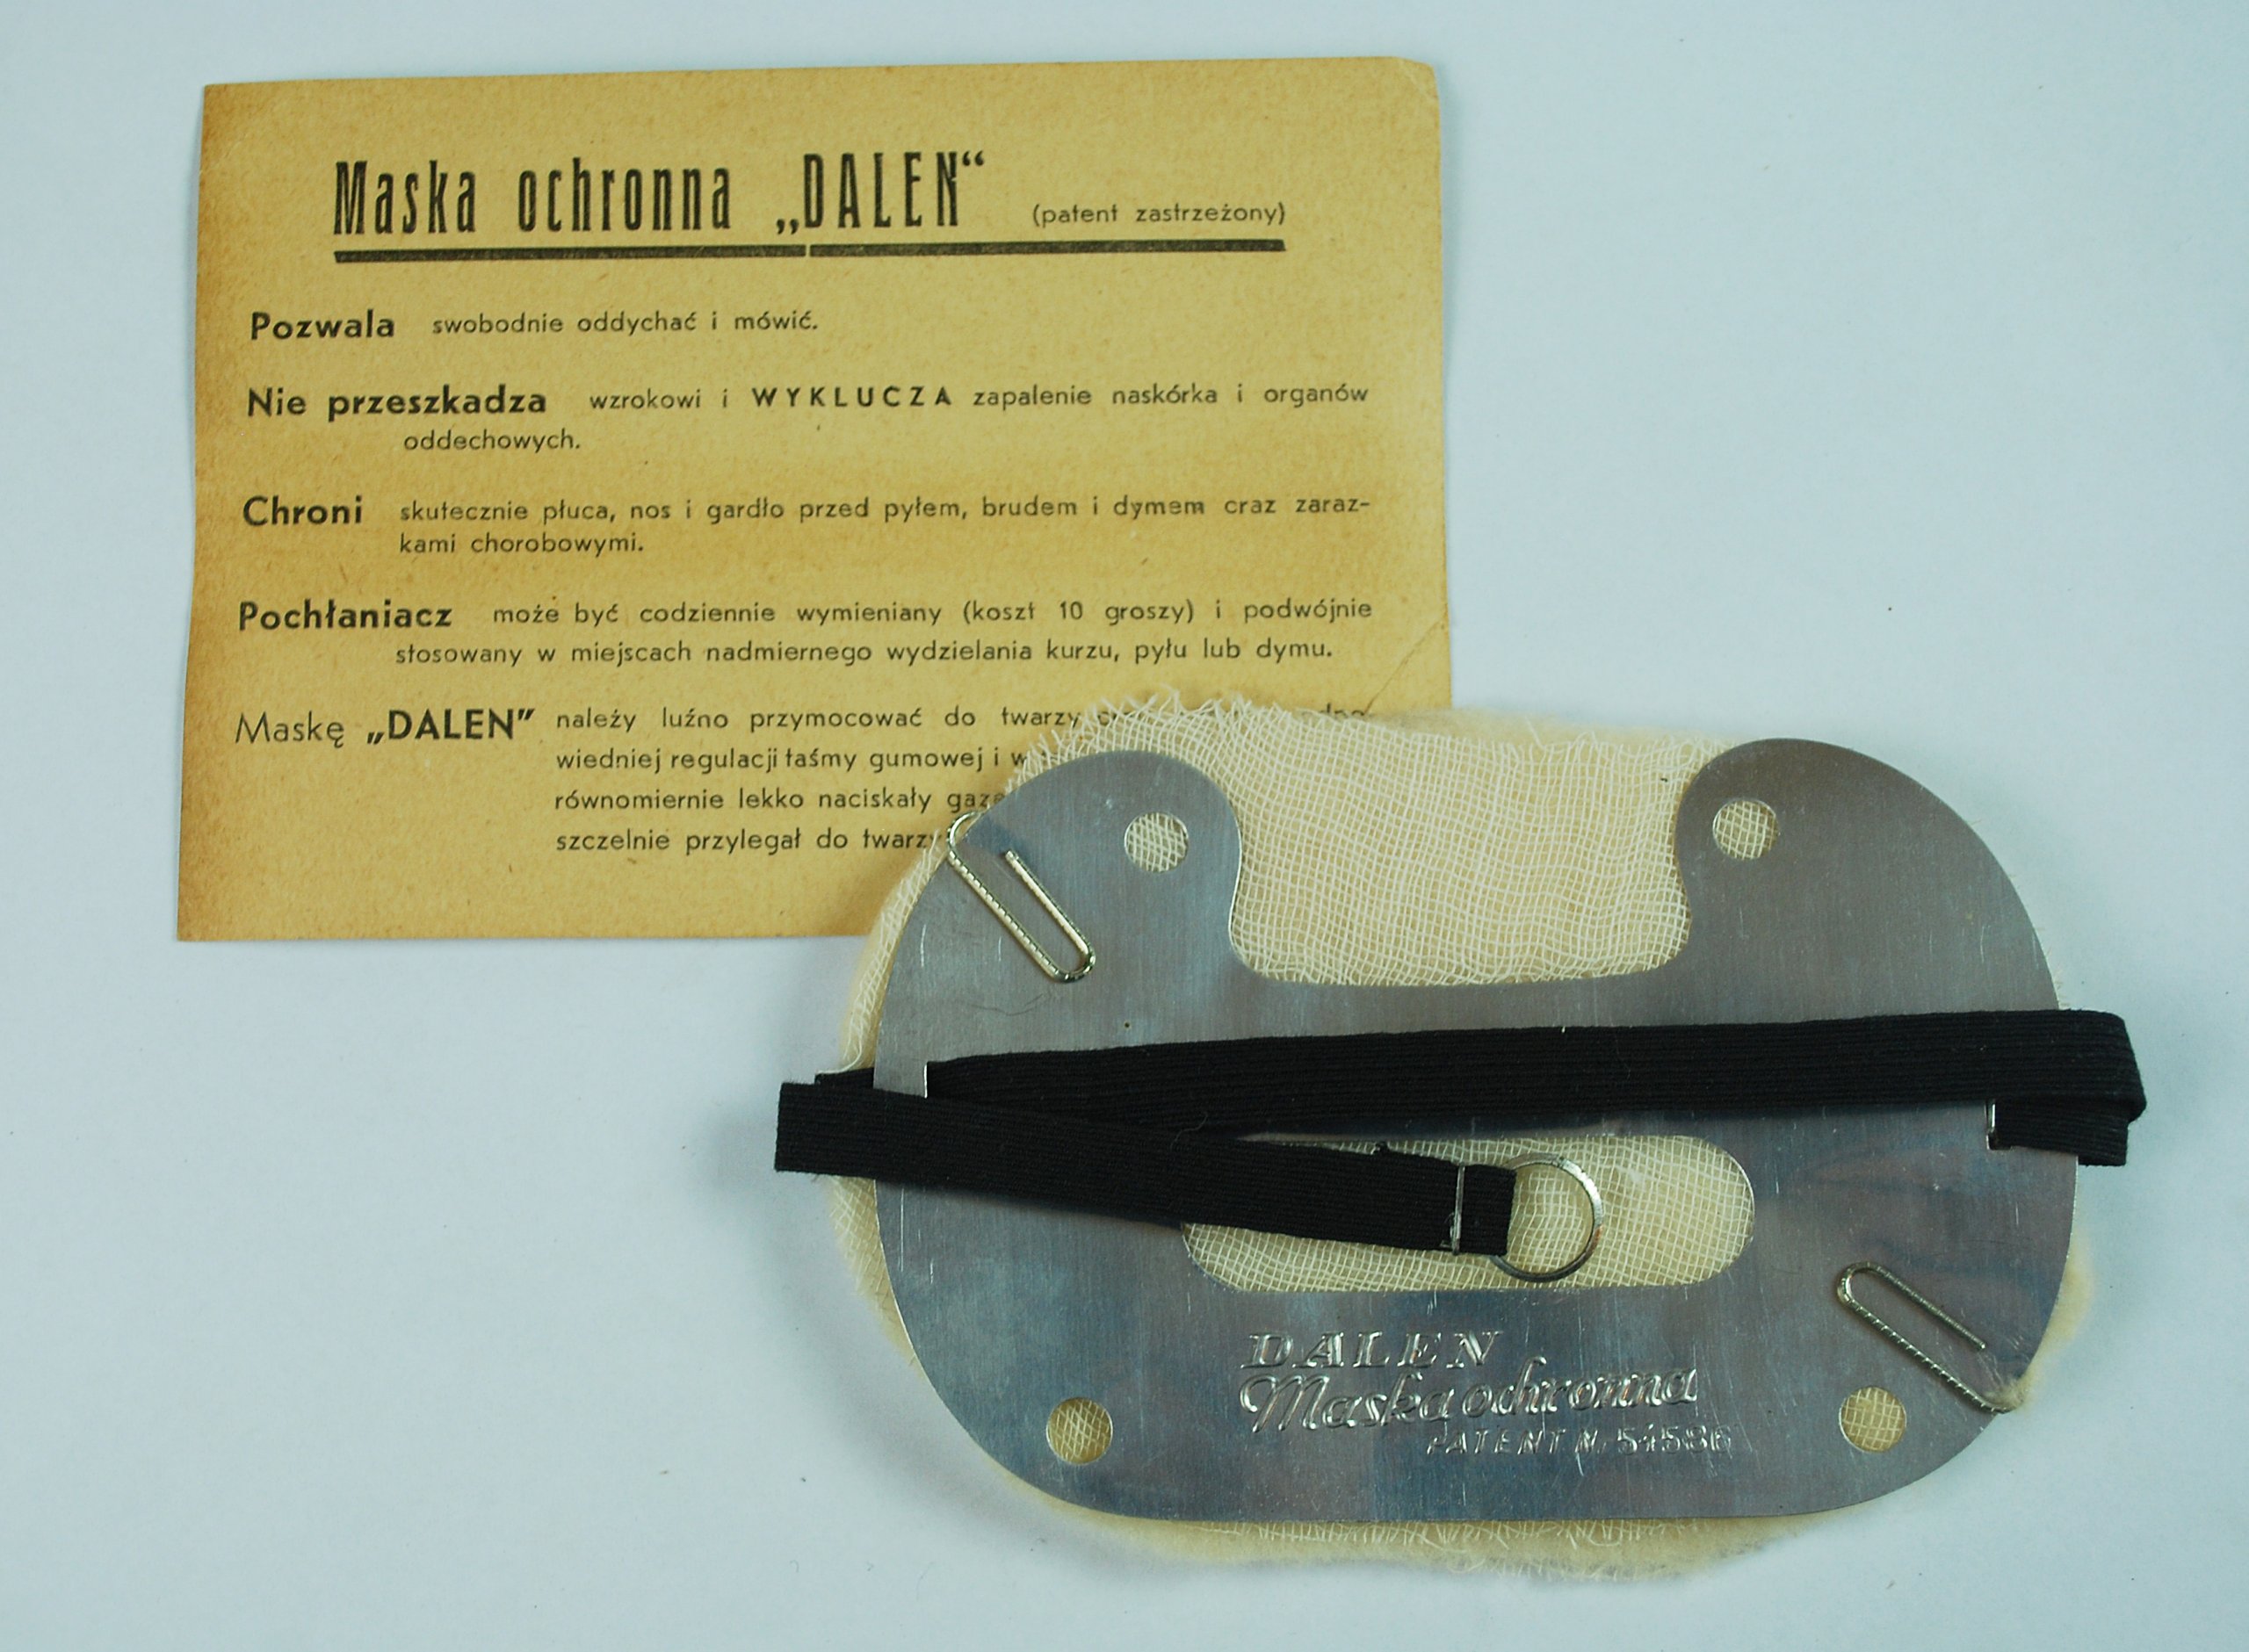 Maska ochronna „DALEN“ (patent zastrzeżony)
Pozwala swobodnie oddychać i mówić.
Nie przeszkadza wzrokowi i WYKLUCZA zapalenie naskórka i organów
oddechowych.
Chroni skutecznie płuca, nos i gardło przed pyłem, brudem i dymem craz zaraz-
kami chorobowymi.
Pochłaniacz może być codziennie wymieniany (koszt 10 groszy) i podwójnie
stosowany w miejscach nadmiernego wydzielania kurzu, pyłu lub dymu.
Maskę „DALEN” należy luźno przymocować do twarzy
wiedniej regulacji taśmy gumowej i
równomiernie lekko naciskały
szczelnie przylegał do twarzy
DALEN
Maska ochronna
PATENT N. 54586